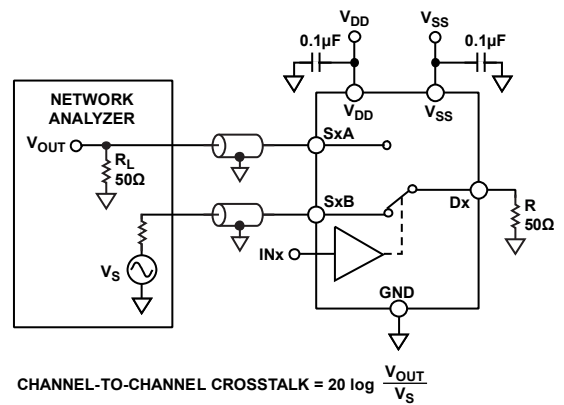 V_DD V_SS
0.1µF 0.1µF
NETWORK
ANALYZER
V_DD V_SS
V_OUT
R_L
50Ω
SxA
SxB
Dx
R
50Ω
V_S
INx
GND
CHANNEL-TO-CHANNEL CROSSTALK = 20 log V_OUT
V_S